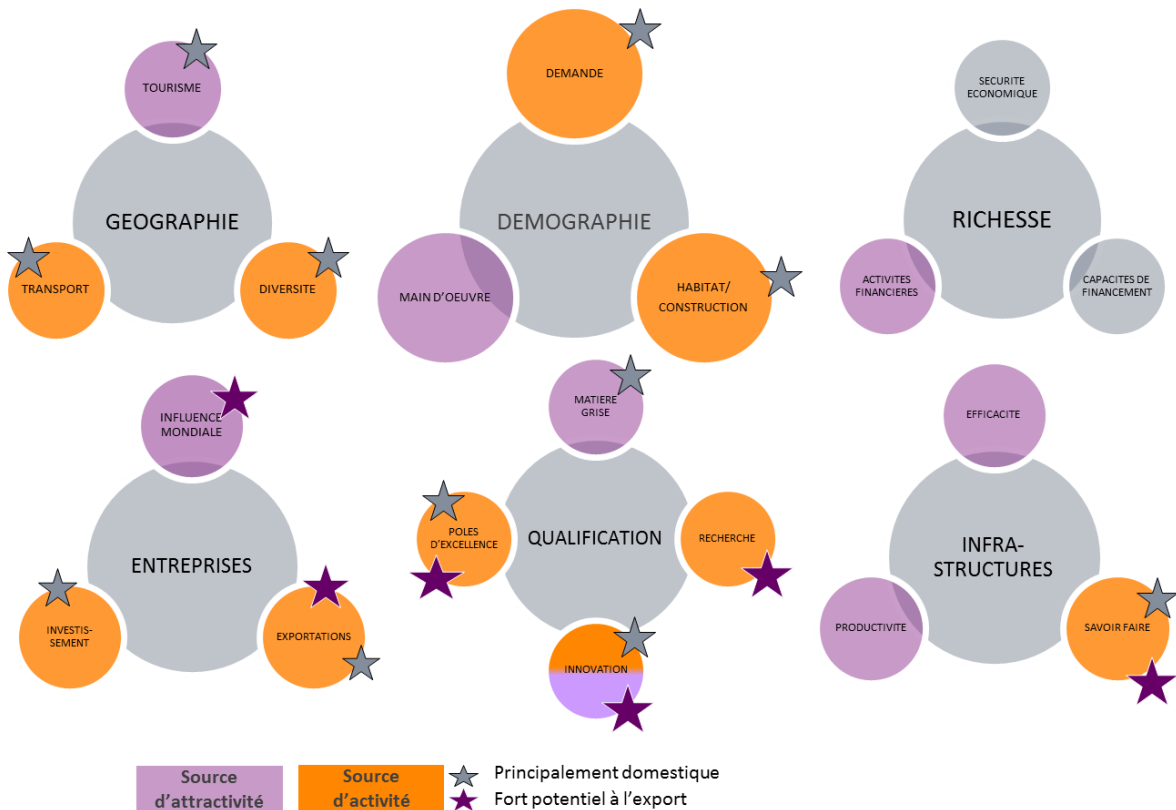 TOURISME
GEOGRAPHIE
TRANSPORT
DIVERSITE
DEMANDE
DEMOGRAPHIE
MAIN D'OEUVRE
HABITAT/
CONSTRUCTION
SECURITE
ECONOMIQUE
RICHESSE
ACTIVITES
FINANCIERES
CAPACITES DE
FINANCEMENT
INFLUENCE
MONDIALE
ENTREPRISES
INVESTIS-
SEMENT
EXPORTATIONS
MATIERE
GRISE
POLES
D'EXCELLENCE
QUALIFICATION
RECHERCHE
INNOVATION
EFFICACITE
INFRA-
STRUCTURES
PRODUCTIVITE
SAVOIR FAIRE
Source
d'attractivité
Source
d'activité
Principalement domestique
Fort potentiel à l'export